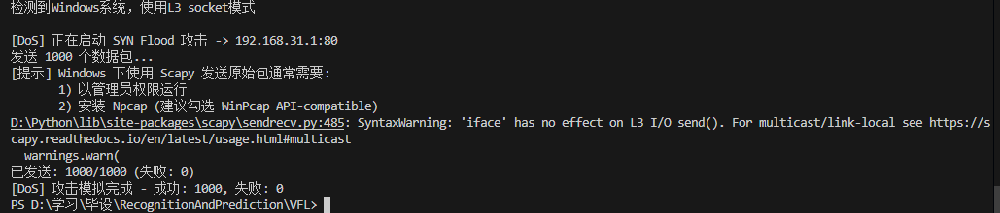 检测到Windows系统，使用L3 socket模式
[DoS] 正在启动 SYN Flood 攻击 -> 192.168.31.1:80
发送 1000 个数据包...
[提示] Windows 下使用 Scapy 发送原始包通常需要:
1) 以管理员权限运行
2) 安装 Npcap (建议勾选 WinPcap API-compatible)
D:\Python\lib\site-packages\scapy\sendrecv.py:485: SyntaxWarning: 'iface' has no effect on L3 I/O send(). For multicast/link-local see https://s
capy.readthedocs.io/en/latest/usage.html#multicast
warnings.warn(
已发送: 1000/1000 (失败: 0)
[DoS] 攻击模拟完成 - 成功: 1000, 失败: 0
PS D:\学习\毕设\RecognitionAndPrediction\VFL>